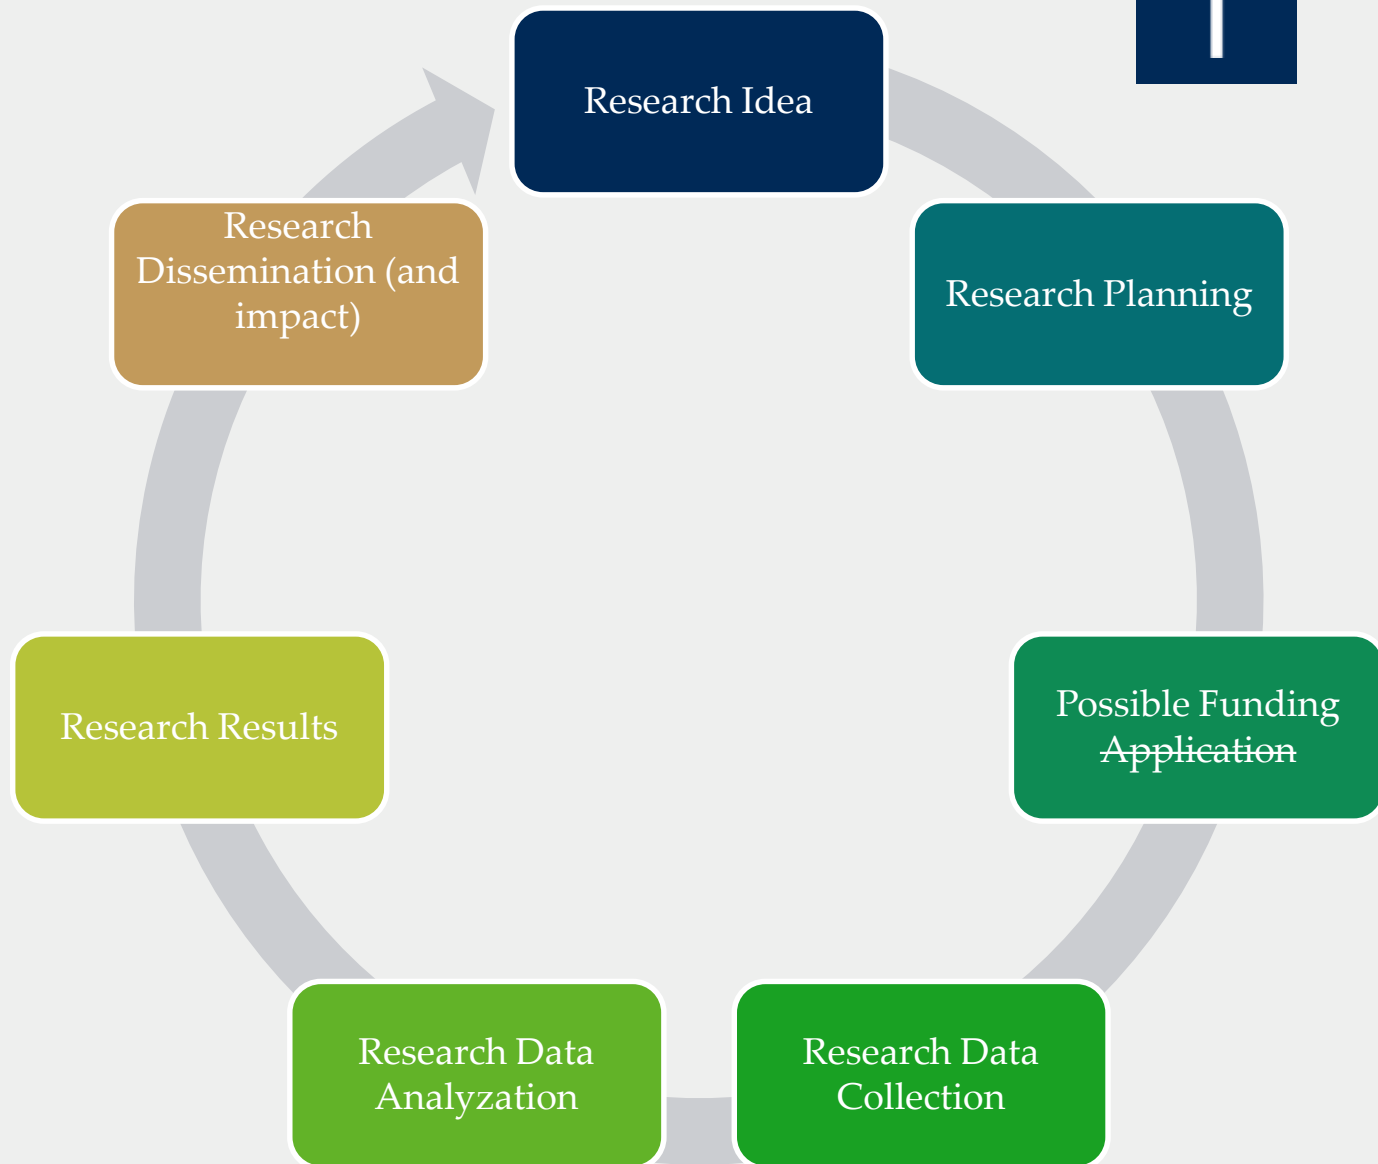 Research Idea
Research Planning
Possible Funding
~~Application~~
Research Data
Collection
Research Data
Analyzation
Research Results
Research
Dissemination (and
impact)